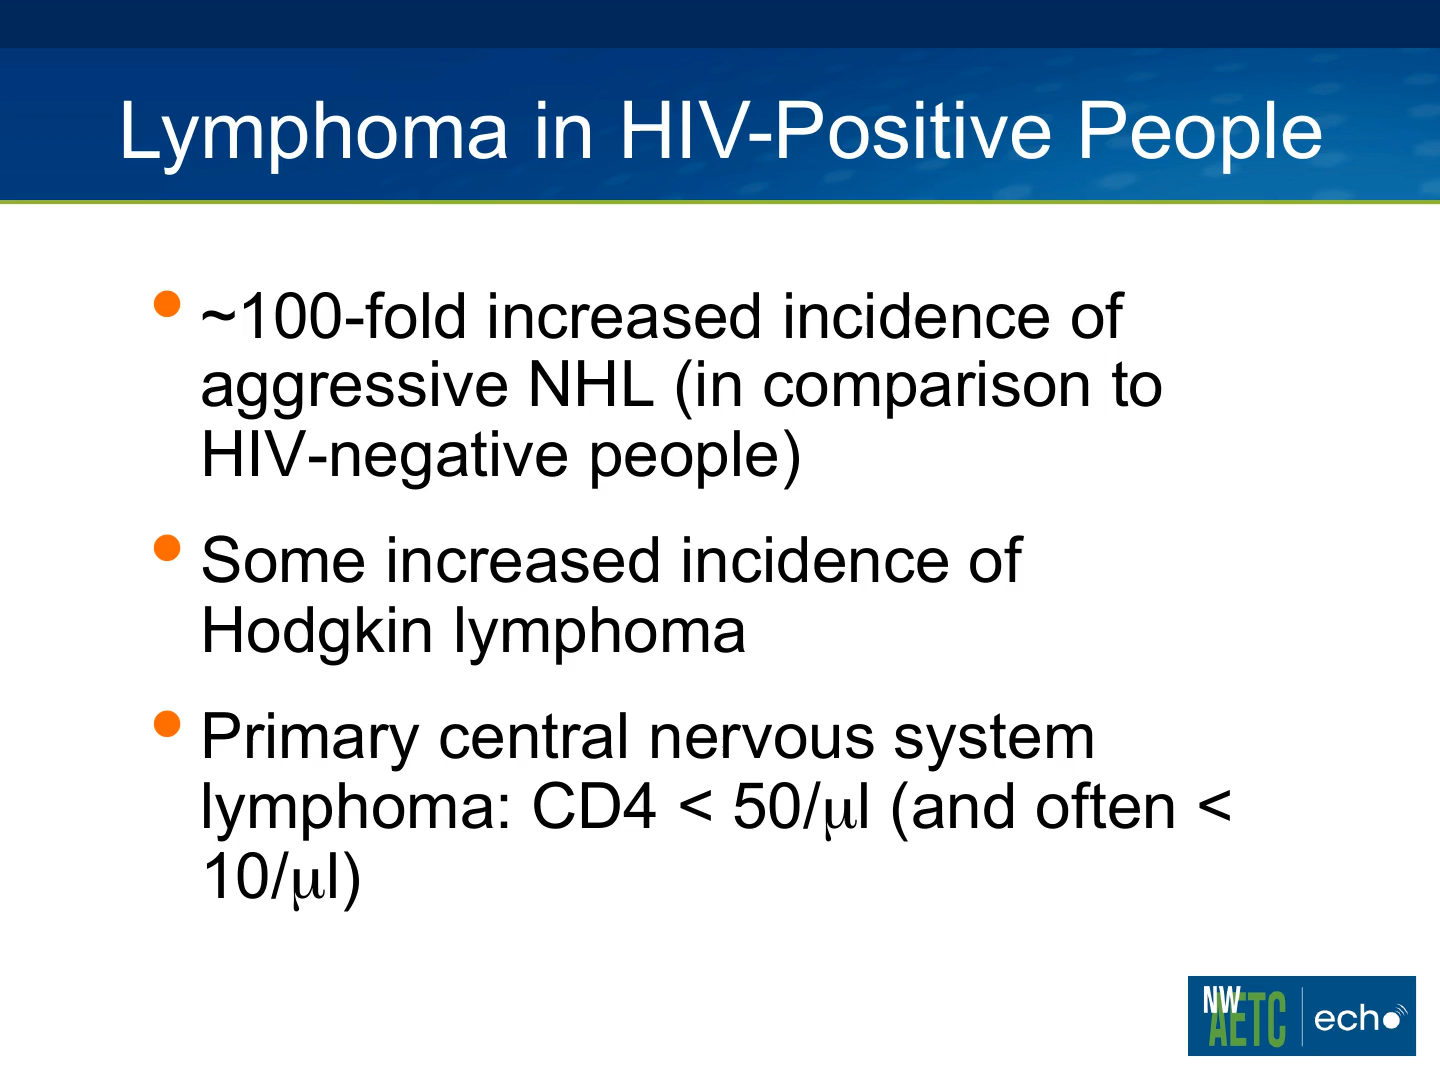 Lymphoma in HIV-Positive People
• ~100-fold increased incidence of
aggressive NHL (in comparison to
HIV-negative people)
• Some increased incidence of
Hodgkin lymphoma
• Primary central nervous system
lymphoma: CD4 < 50/μl (and often <
10/μl)
NW
AETC
echo